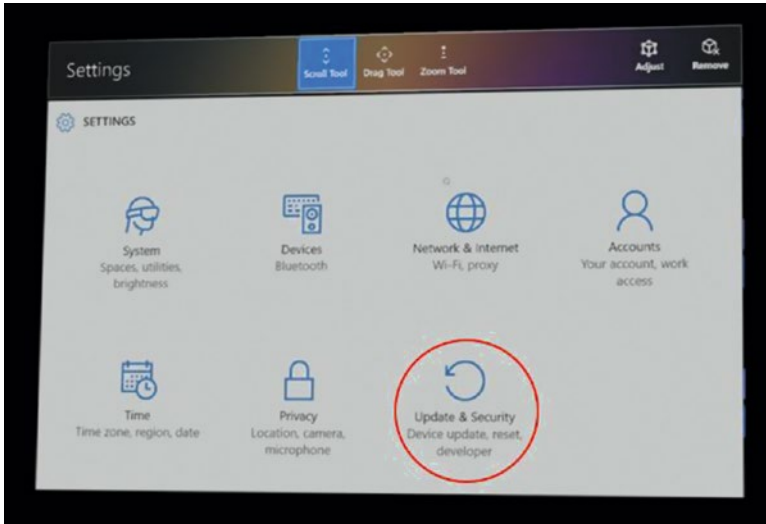 Settings
Scroll Tool
Drag Tool
Zoom Tool
Adjust
Remove
SETTINGS
System
Spaces, utilities,
brightness
Devices
Bluetooth
Network & Internet
Wi-Fi, proxy
Accounts
Your account, work
access
Time
Time zone, region, date
Privacy
Location, camera,
microphone
Update & Security
Device update, reset,
developer